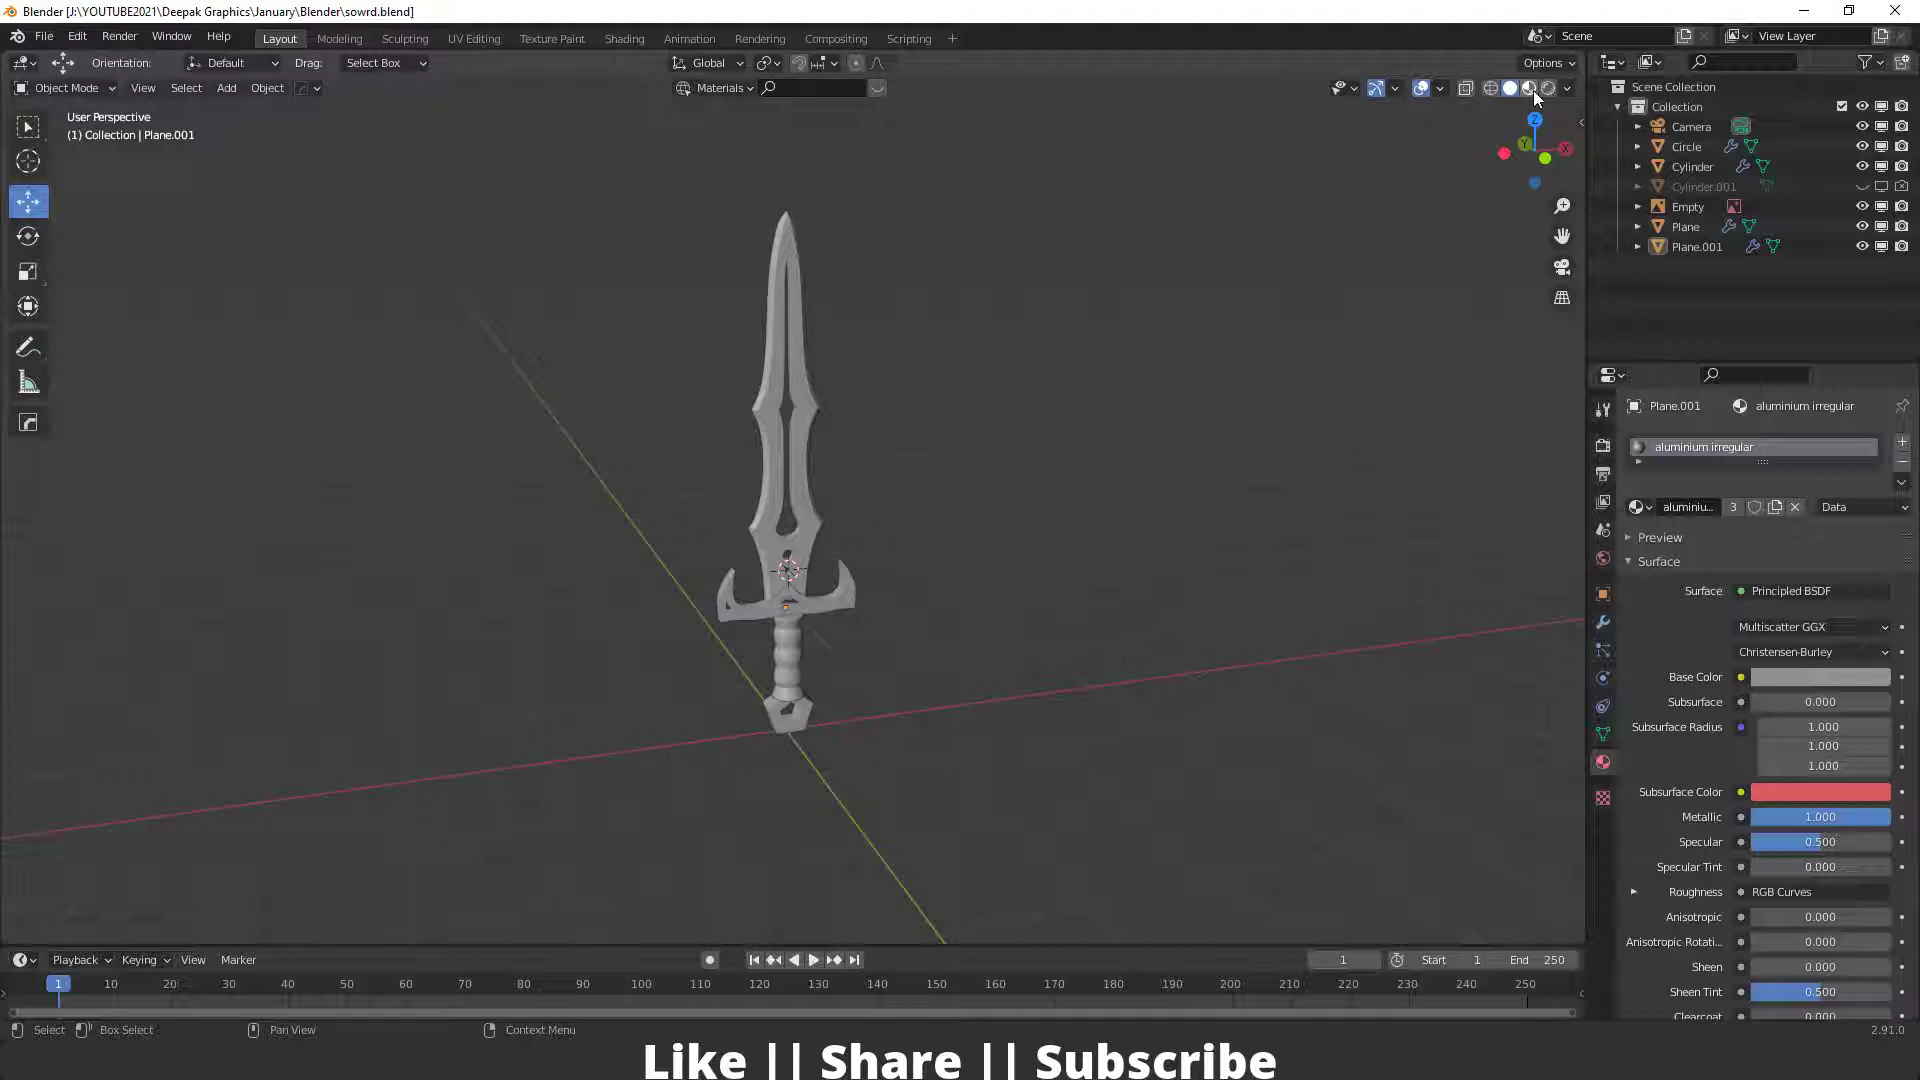 Blender [J:\YOUTUBE2021\Deepak Graphics\January\Blender\sowrd.blend]
File Edit Render Window Help Layout Modeling Sculpting UV Editing Texture Paint Shading Animation Rendering Compositing Scripting + Scene View Layer
Orientation: Default Drag: Select Box Global Options
Object Mode View Select Add Object Materials
User Perspective
(1) Collection | Plane.001
Z
Y X
Scene Collection
Collection
Camera
Circle
Cylinder
Cylinder.001
Empty
Plane
Plane.001
Plane.001 aluminium irregular
aluminium irregular
aluminiu... 3 Data
Preview
Surface
Surface Principled BSDF
Multiscatter GGX
Christensen-Burley
Base Color
Subsurface 0.000
Subsurface Radius 1.000
1.000
1.000
Subsurface Color
Metallic 1.000
Specular 0.500
Specular Tint 0.000
Roughness RGB Curves
Anisotropic 0.000
Anisotropic Rotati... 0.000
Sheen 0.000
Sheen Tint 0.500
Clearcoat 0.000
Playback Keying View Marker 1 Start 1 End 250
1 10 20 30 40 50 60 70 80 90 100 110 120 130 140 150 160 170 180 190 200 210 220 230 240 250
Select Box Select Pan View Context Menu 2.91.0
Like || Share || Subscribe